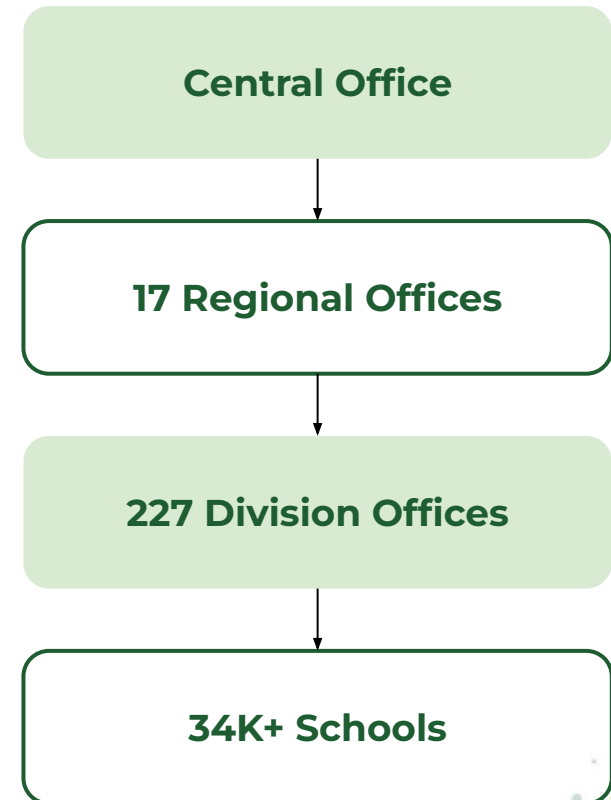 Central Office
17 Regional Offices
227 Division Offices
34K+ Schools